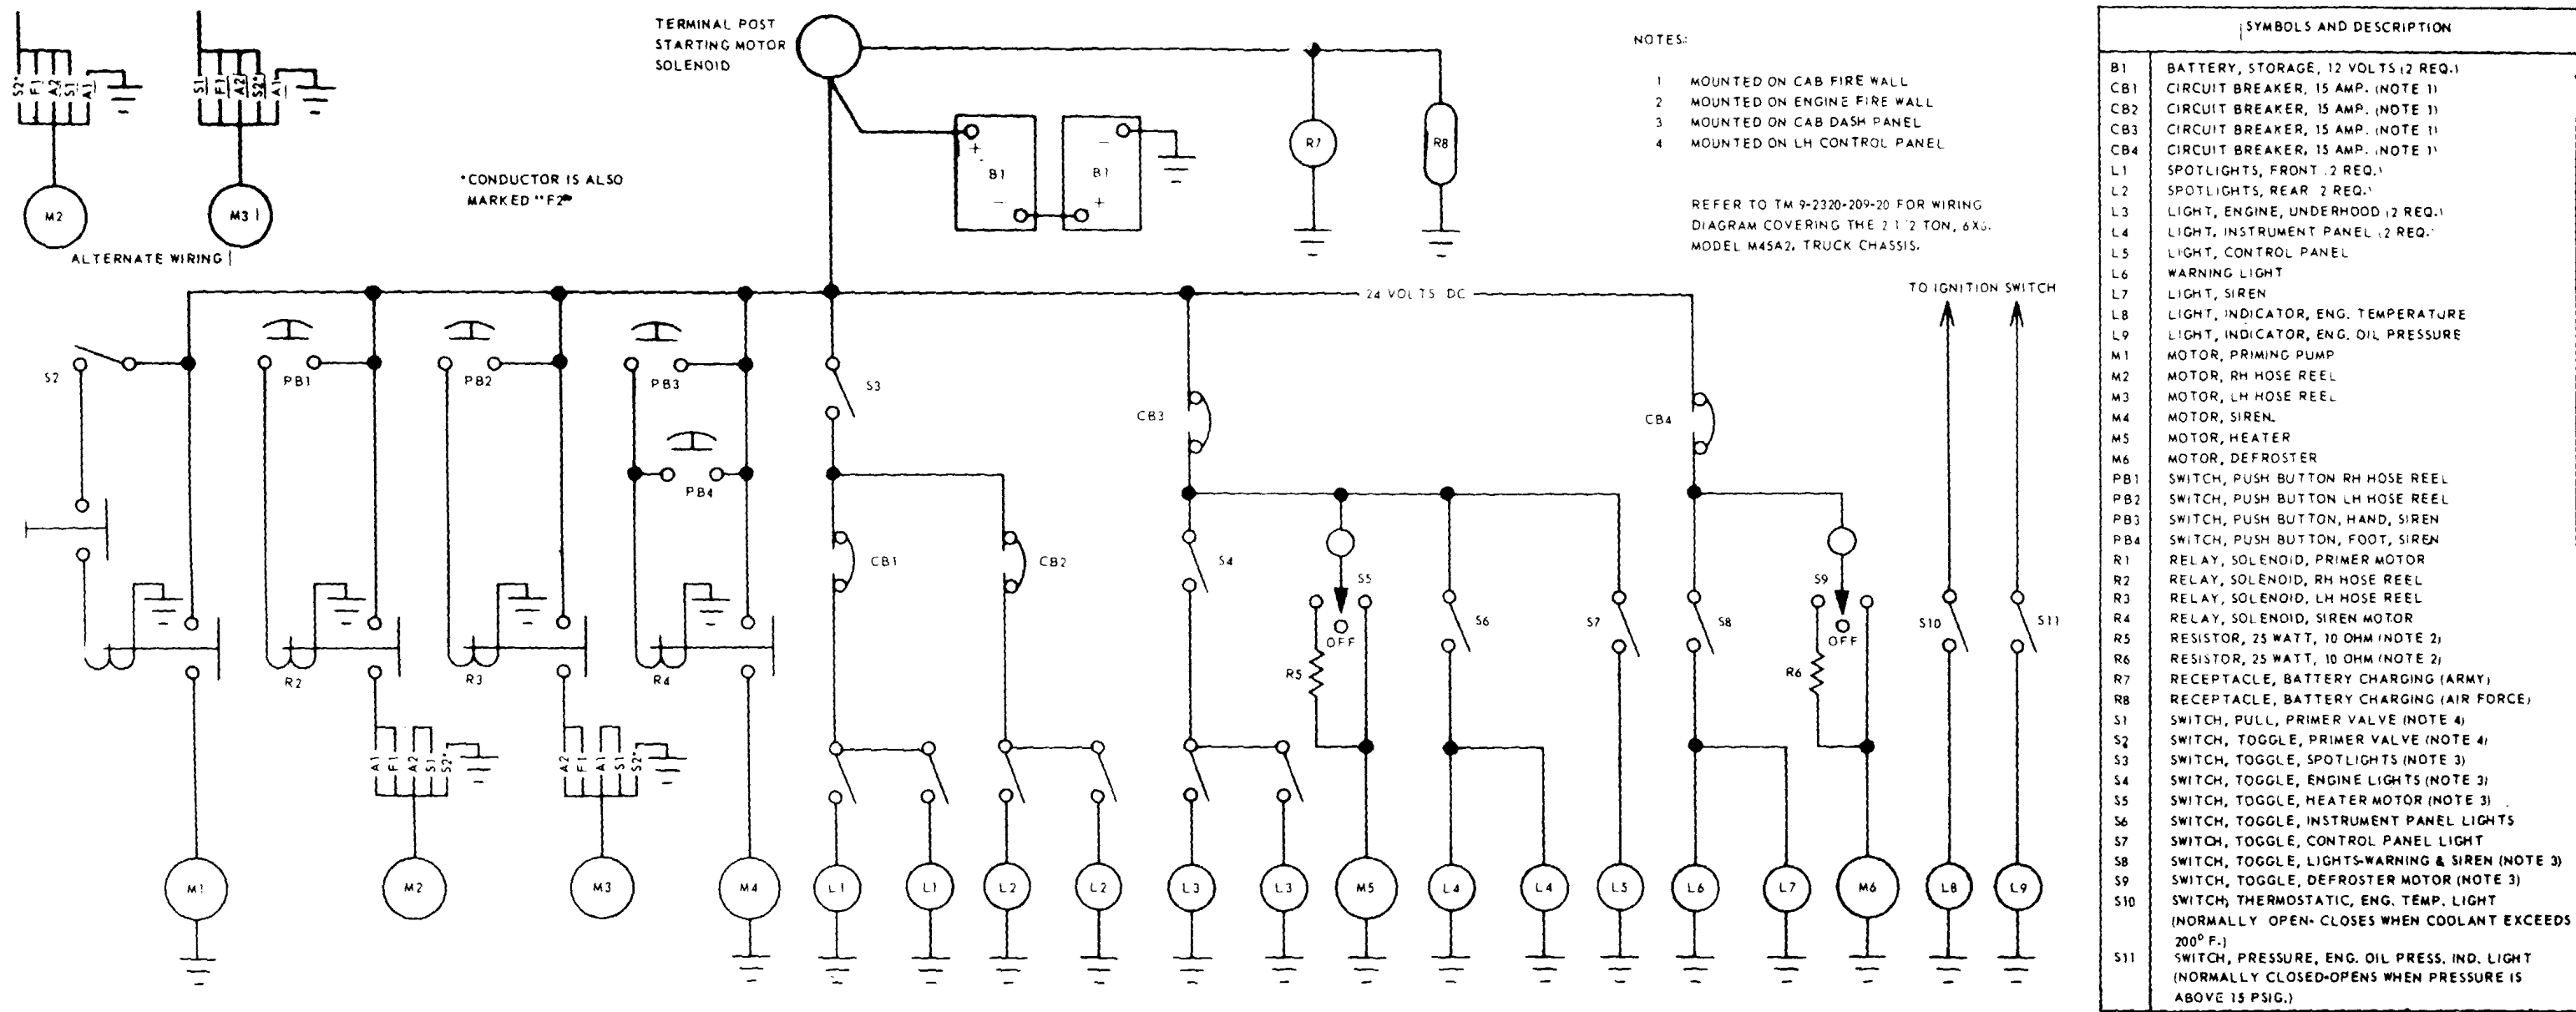 TERMINAL POST
STARTING MOTOR
SOLENOID
S2* F1 A2 S1 A1
S1 F1 A2 S2* A1
M2
M3
ALTERNATE WIRING
*CONDUCTOR IS ALSO
MARKED "F2"
+
B1
−
−
B1
+
R7
R8
NOTES:
1 MOUNTED ON CAB FIRE WALL
2 MOUNTED ON ENGINE FIRE WALL
3 MOUNTED ON CAB DASH PANEL
4 MOUNTED ON LH CONTROL PANEL
REFER TO TM 9-2320-209-20 FOR WIRING
DIAGRAM COVERING THE 2 1/2 TON, 6X6,
MODEL M45A2, TRUCK CHASSIS.
24 VOLTS DC
TO IGNITION SWITCH
S2
PB1
PB2
PB3
PB4
S3
CB3
CB4
CB1
CB2
S4
S5
OFF
S6
S7
S8
S9
OFF
S10
S11
R2
R3
R4
R5
R6
A1 F1 A2 S1 S2*
A2 F1 A1 S1 S2*
M1
M2
M3
M4
L1
L1
L2
L2
L3
L3
M5
L4
L4
L5
L6
L7
M6
L8
L9
SYMBOLS AND DESCRIPTION
B1 BATTERY, STORAGE, 12 VOLTS (2 REQ.)
CB1 CIRCUIT BREAKER, 15 AMP. (NOTE 1)
CB2 CIRCUIT BREAKER, 15 AMP. (NOTE 1)
CB3 CIRCUIT BREAKER, 15 AMP. (NOTE 1)
CB4 CIRCUIT BREAKER, 15 AMP. (NOTE 1)
L1 SPOTLIGHTS, FRONT (2 REQ.)
L2 SPOTLIGHTS, REAR (2 REQ.)
L3 LIGHT, ENGINE, UNDERHOOD (2 REQ.)
L4 LIGHT, INSTRUMENT PANEL (2 REQ.)
L5 LIGHT, CONTROL PANEL
L6 WARNING LIGHT
L7 LIGHT, SIREN
L8 LIGHT, INDICATOR, ENG. TEMPERATURE
L9 LIGHT, INDICATOR, ENG. OIL PRESSURE
M1 MOTOR, PRIMING PUMP
M2 MOTOR, RH HOSE REEL
M3 MOTOR, LH HOSE REEL
M4 MOTOR, SIREN.
M5 MOTOR, HEATER
M6 MOTOR, DEFROSTER
PB1 SWITCH, PUSH BUTTON RH HOSE REEL
PB2 SWITCH, PUSH BUTTON LH HOSE REEL
PB3 SWITCH, PUSH BUTTON, HAND, SIREN
PB4 SWITCH, PUSH BUTTON, FOOT, SIREN
R1 RELAY, SOLENOID, PRIMER MOTOR
R2 RELAY, SOLENOID, RH HOSE REEL
R3 RELAY, SOLENOID, LH HOSE REEL
R4 RELAY, SOLENOID, SIREN MOTOR
R5 RESISTOR, 25 WATT, 10 OHM (NOTE 2)
R6 RESISTOR, 25 WATT, 10 OHM (NOTE 2)
R7 RECEPTACLE, BATTERY CHARGING (ARMY)
R8 RECEPTACLE, BATTERY CHARGING (AIR FORCE)
S1 SWITCH, PULL, PRIMER VALVE (NOTE 4)
S2 SWITCH, TOGGLE, PRIMER VALVE (NOTE 4)
S3 SWITCH, TOGGLE, SPOTLIGHTS (NOTE 3)
S4 SWITCH, TOGGLE, ENGINE LIGHTS (NOTE 3)
S5 SWITCH, TOGGLE, HEATER MOTOR (NOTE 3)
S6 SWITCH, TOGGLE, INSTRUMENT PANEL LIGHTS
S7 SWITCH, TOGGLE, CONTROL PANEL LIGHT
S8 SWITCH, TOGGLE, LIGHTS-WARNING & SIREN (NOTE 3)
S9 SWITCH, TOGGLE, DEFROSTER MOTOR (NOTE 3)
S10 SWITCH, THERMOSTATIC, ENG. TEMP. LIGHT
(NORMALLY OPEN- CLOSES WHEN COOLANT EXCEEDS
200° F.)
S11 SWITCH, PRESSURE, ENG. OIL PRESS. IND. LIGHT
(NORMALLY CLOSED-OPENS WHEN PRESSURE IS
ABOVE 15 PSIG.)